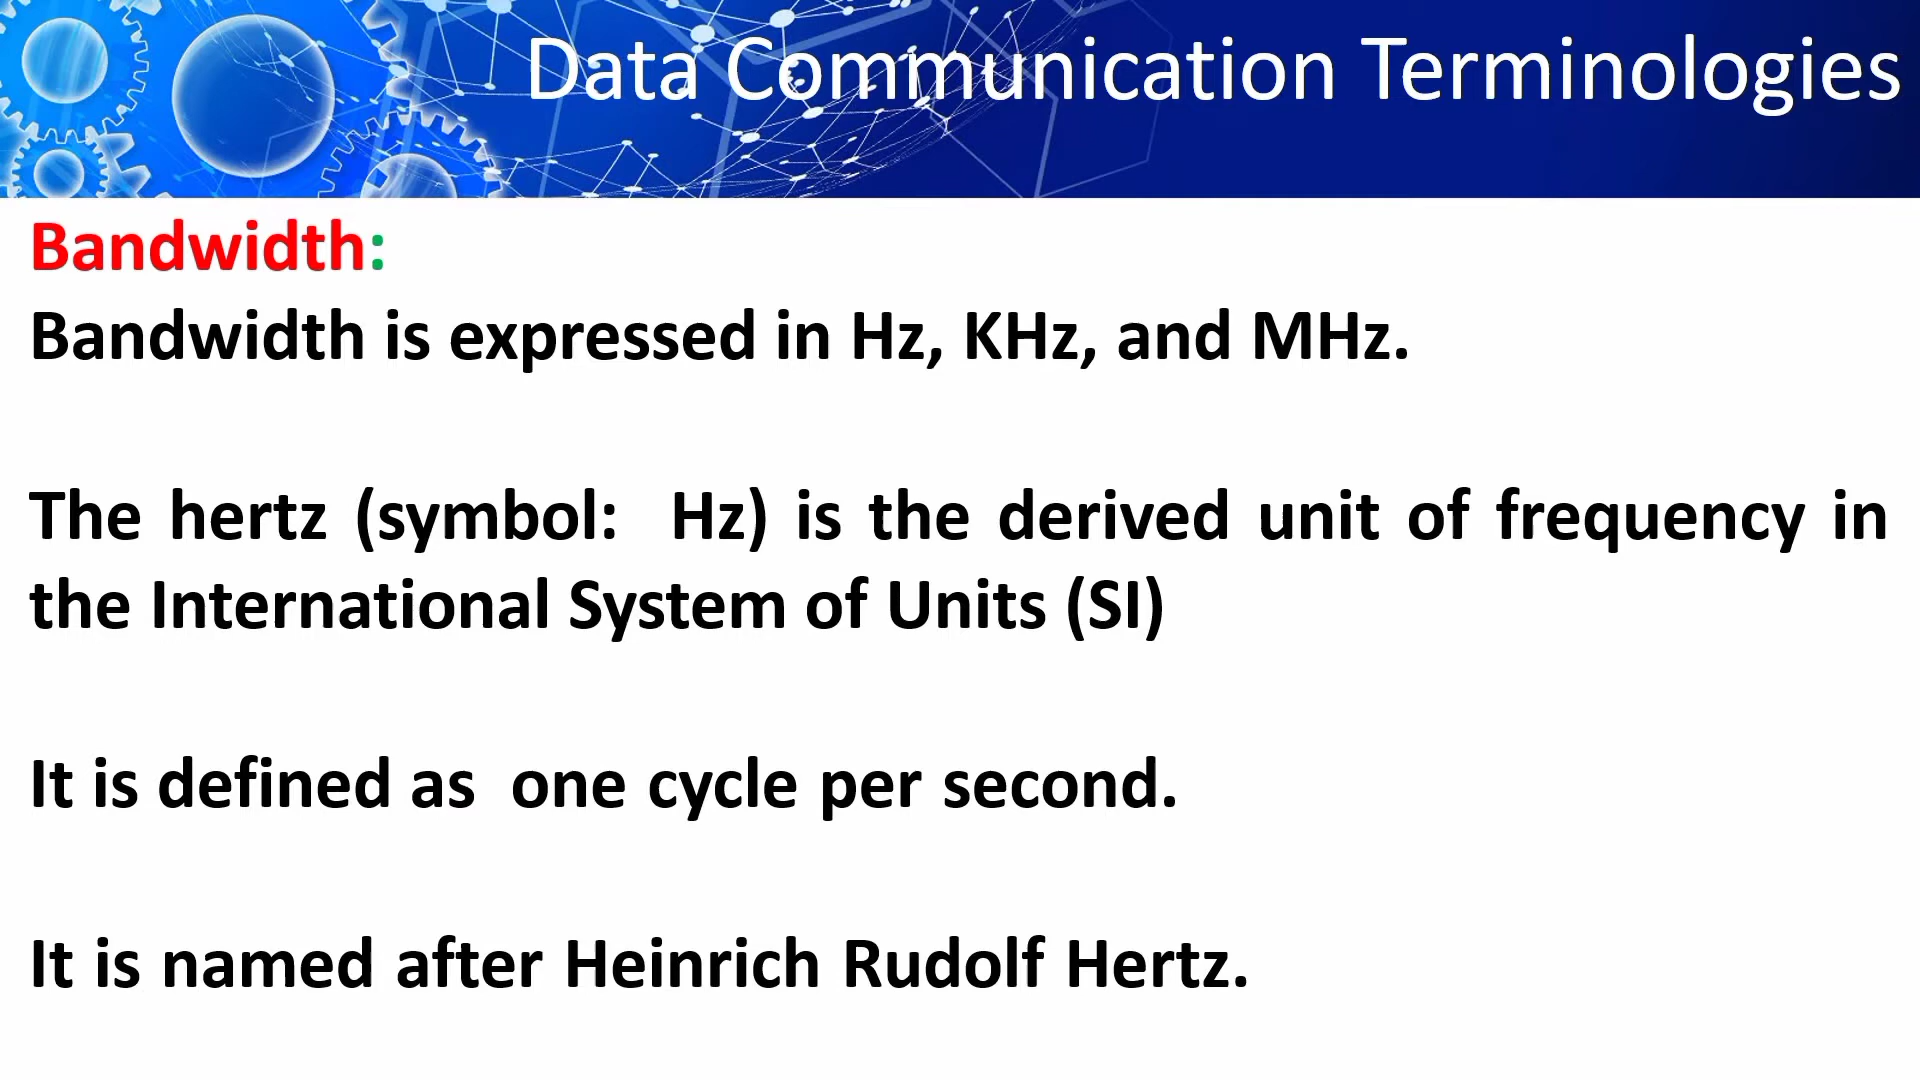 Data Communication Terminologies
Bandwidth:
Bandwidth is expressed in Hz, KHz, and MHz.
The hertz (symbol:  Hz) is the derived unit of frequency in
the International System of Units (SI)
It is defined as  one cycle per second.
It is named after Heinrich Rudolf Hertz.